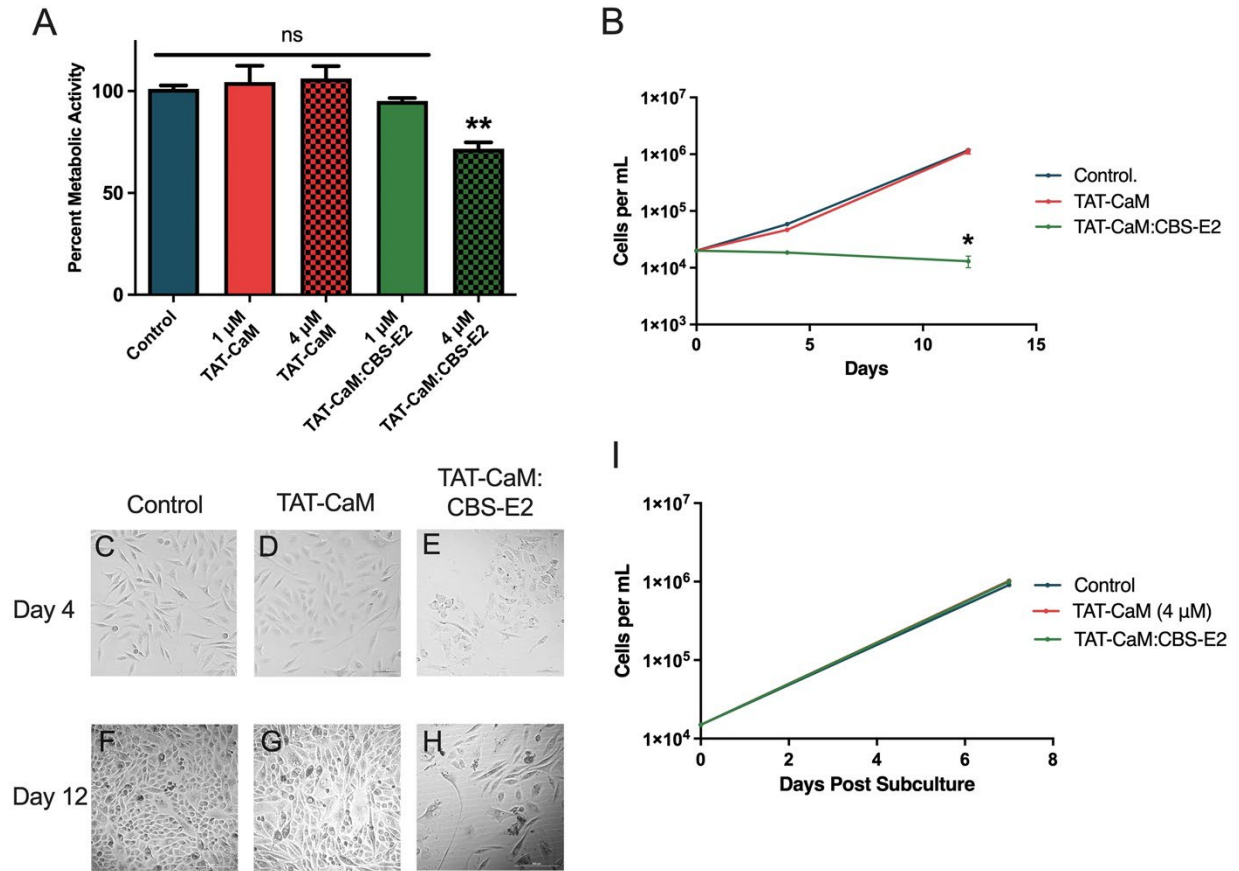 A
ns
Percent Metabolic Activity
100
50
0
**
Control
1 µM
TAT-CaM
4 µM
TAT-CaM
1 µM
TAT-CaM:CBS-E2
4 µM
TAT-CaM:CBS-E2
B
Cells per mL
1×10⁷
1×10⁶
1×10⁵
1×10⁴
1×10³
0
5
10
15
Days
*
Control.
TAT-CaM
TAT-CaM:CBS-E2
Control
TAT-CaM
TAT-CaM:
CBS-E2
Day 4
C
D
E
Day 12
F
G
H
I
Cells per mL
1×10⁷
1×10⁶
1×10⁵
1×10⁴
0
2
4
6
8
Days Post Subculture
Control
TAT-CaM (4 µM)
TAT-CaM:CBS-E2